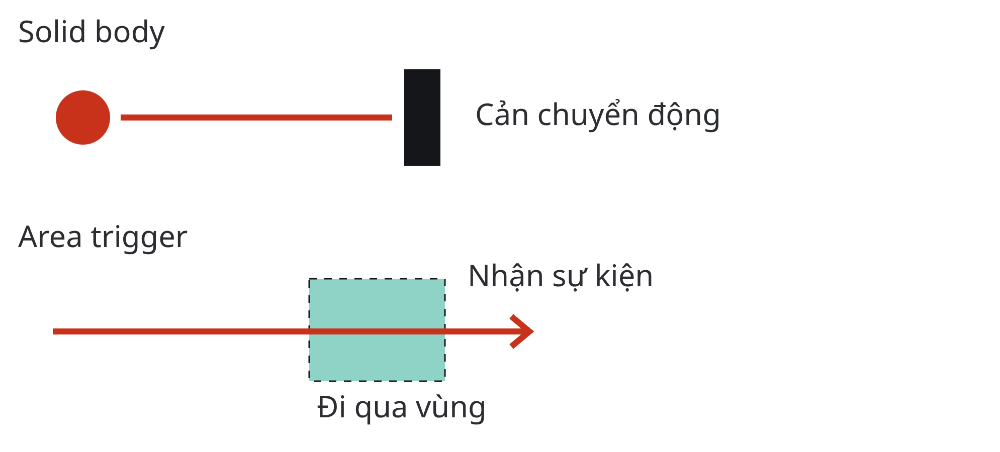 Solid body
Cản chuyển động
Area trigger
Nhận sự kiện
Đi qua vùng